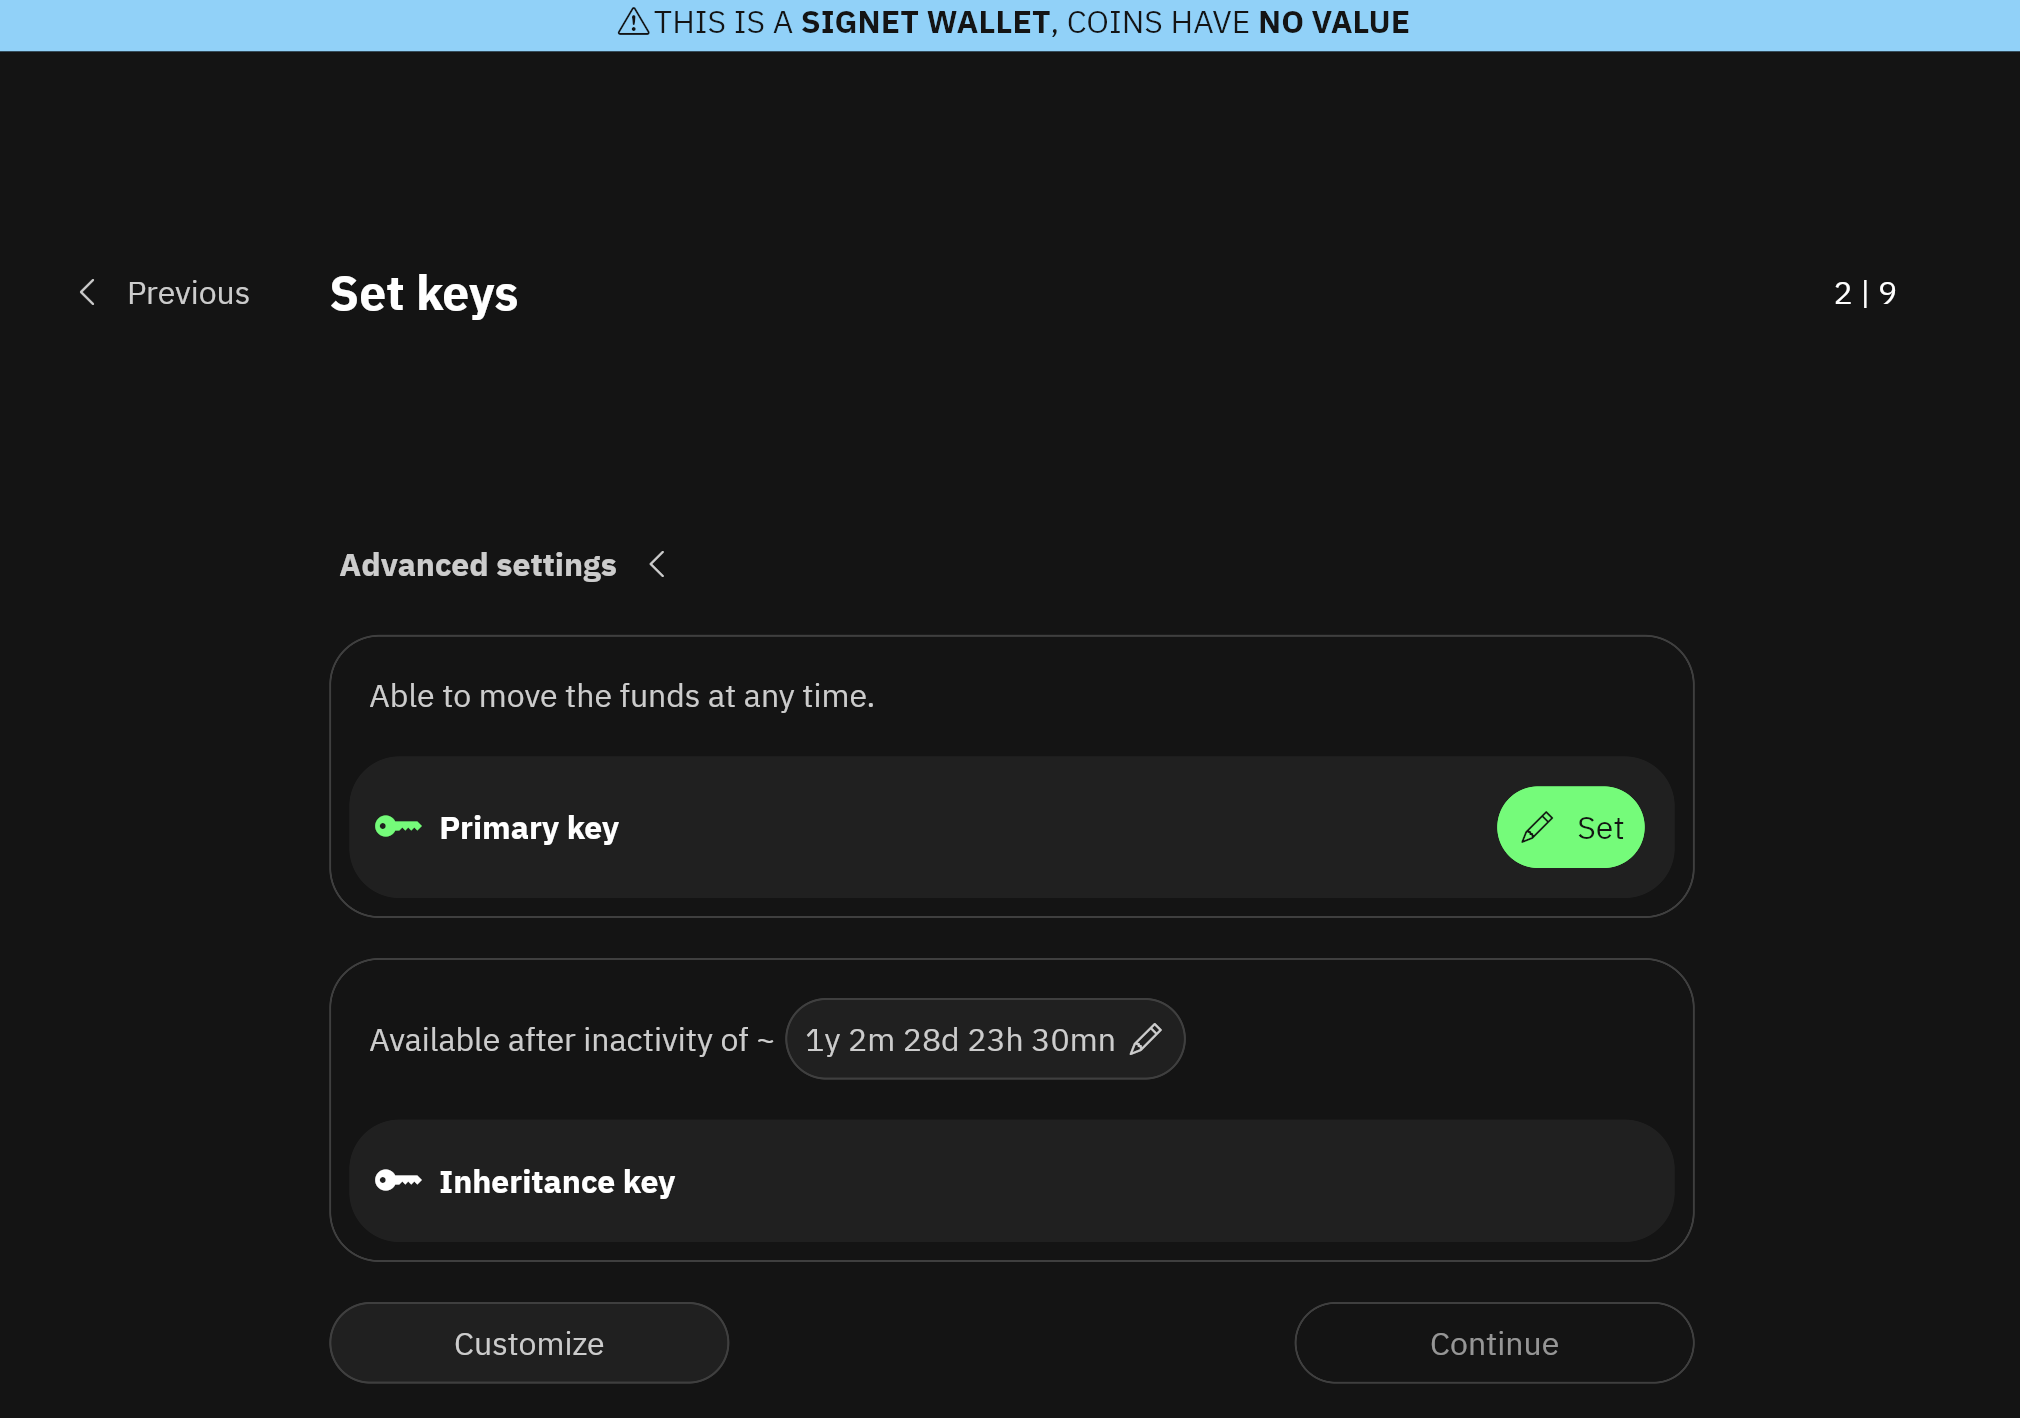 THIS IS A SIGNET WALLET, COINS HAVE NO VALUE
Previous
Set keys
2 | 9
Advanced settings
Able to move the funds at any time.
Primary key
Set
Available after inactivity of ~ 1y 2m 28d 23h 30mn
Inheritance key
Customize
Continue